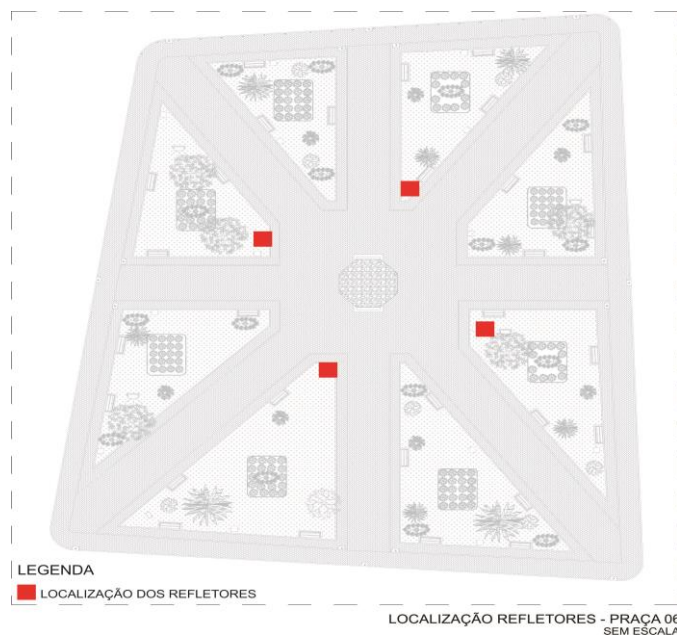 LEGENDA
LOCALIZAÇÃO DOS REFLETORES
LOCALIZAÇÃO REFLETORES - PRAÇA 06
SEM ESCALA